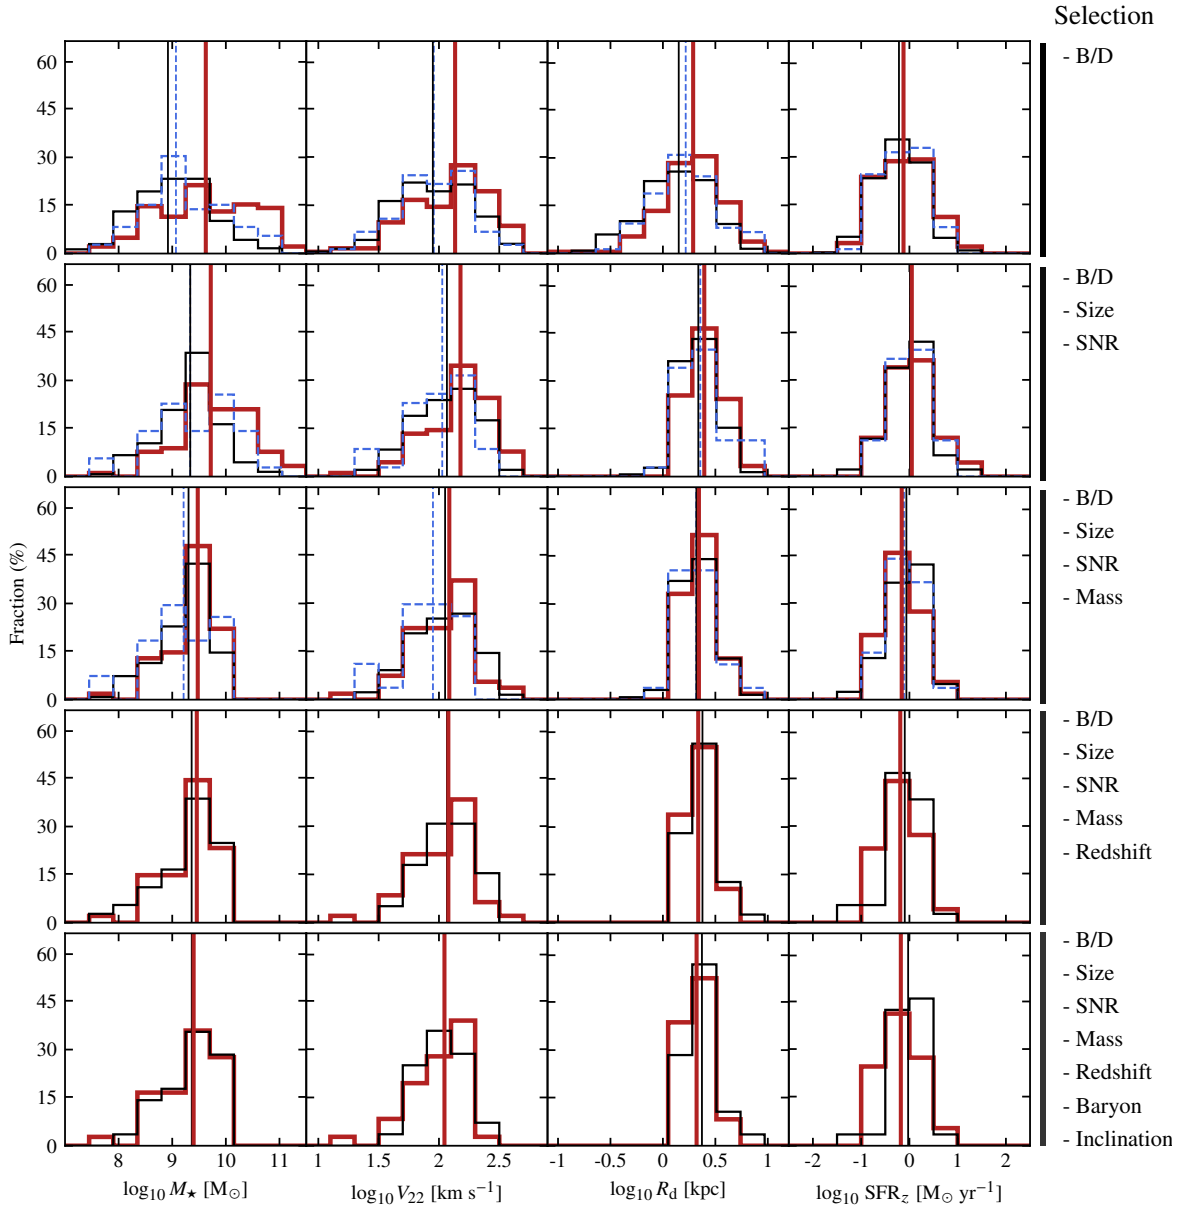 Selection
60
45
30
15
0
- B/D
60
45
30
15
0
- B/D
- Size
- SNR
Fraction (%)
60
45
30
15
0
- B/D
- Size
- SNR
- Mass
60
45
30
15
0
- B/D
- Size
- SNR
- Mass
- Redshift
60
45
30
15
0
- B/D
- Size
- SNR
- Mass
- Redshift
- Baryon
- Inclination
8 9 10 11 1 1.5 2 2.5 -1 -0.5 0 0.5 1 -2 -1 0 1 2
log₁₀ M★ [M⊙] log₁₀ V₂₂ [km s⁻¹] log₁₀ R_d [kpc] log₁₀ SFR_z [M⊙ yr⁻¹]